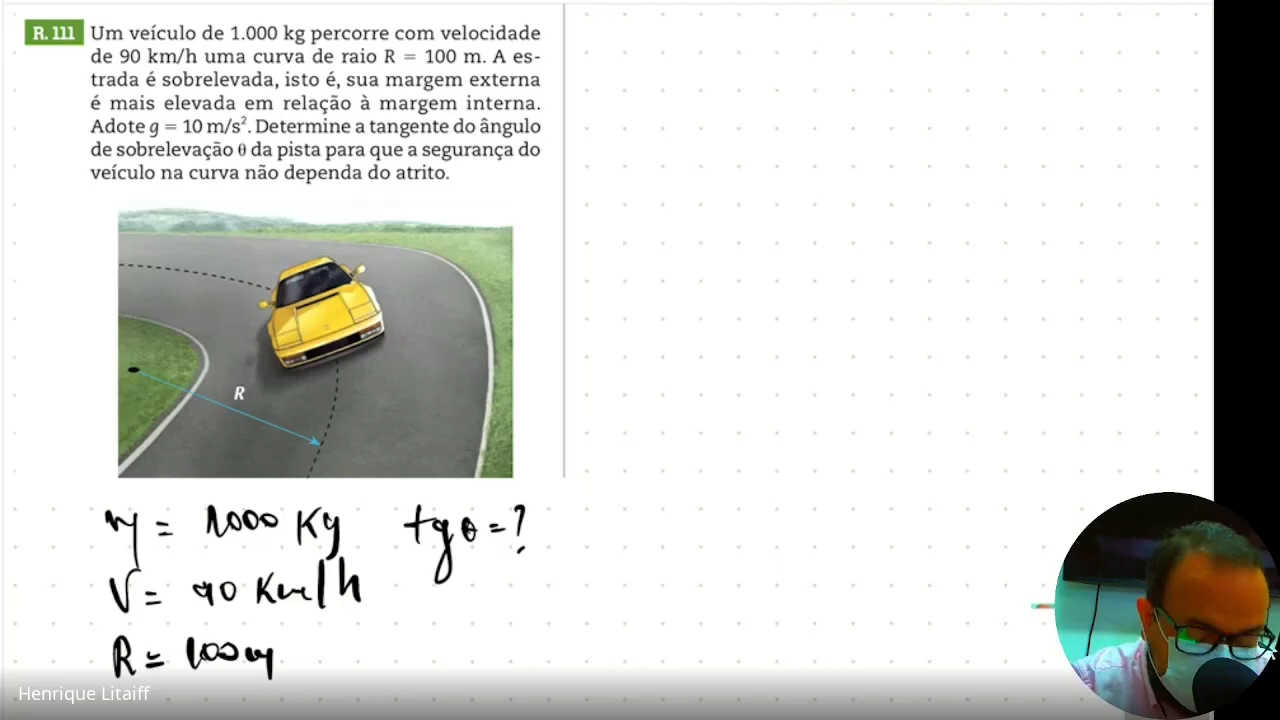 R. 111 Um veículo de 1.000 kg percorre com velocidade
de 90 km/h uma curva de raio R = 100 m. A es-
trada é sobrelevada, isto é, sua margem externa
é mais elevada em relação à margem interna.
Adote g = 10 m/s². Determine a tangente do ângulo
de sobrelevação θ da pista para que a segurança do
veículo na curva não dependa do atrito.
R
m = 1000 Kg tg θ = ?
V = 90 Km/h
R = 100m
Henrique Litaiff